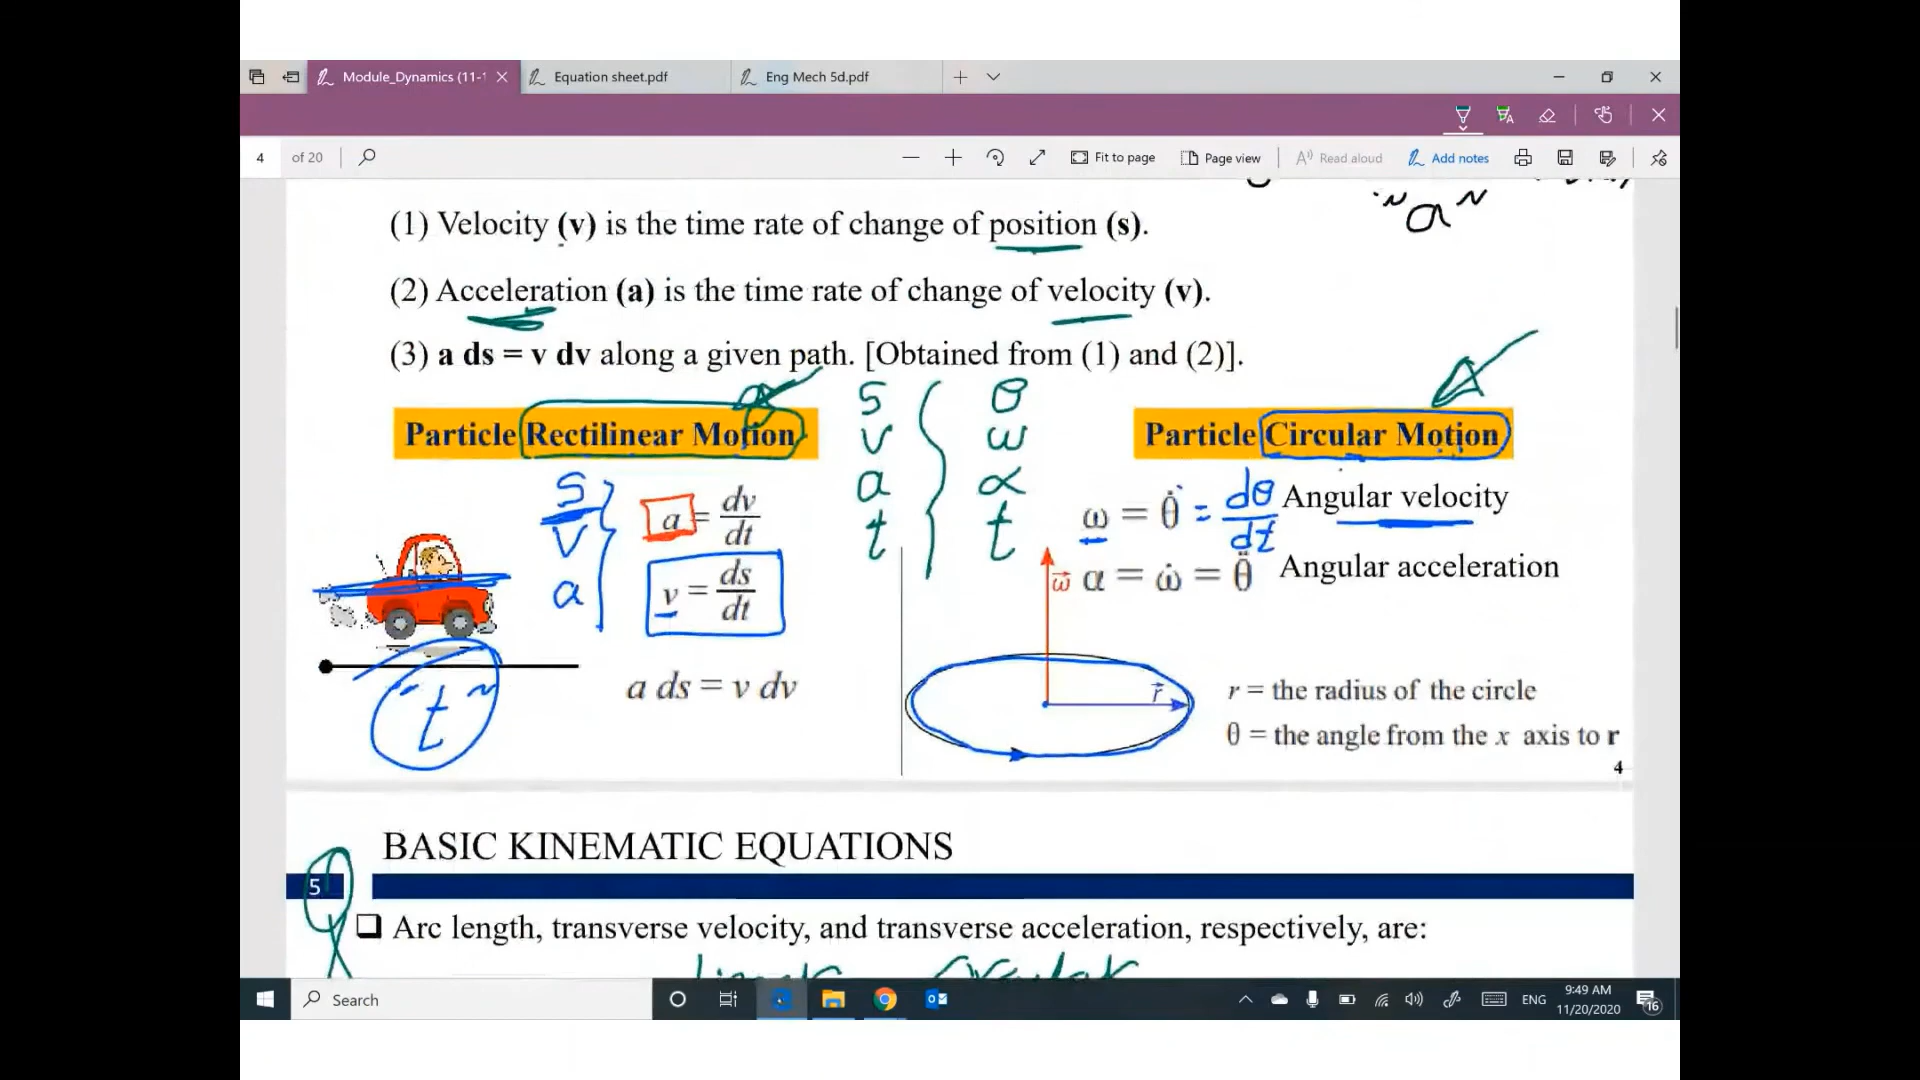 Module_Dynamics (11-1
Equation sheet.pdf
Eng Mech 5d.pdf
4 of 20
Fit to page
Page view
Read aloud
Add notes
"a"
(1) Velocity (v) is the time rate of change of position (s).
(2) Acceleration (a) is the time rate of change of velocity (v).
(3) a ds = v dv along a given path. [Obtained from (1) and (2)].
Particle Rectilinear Motion
s θ
v ω
a α
t t
Particle Circular Motion
s
v
a
a = dv/dt
v = ds/dt
a ds = v dv
"t"
ω = θ̇ = dθ/dt Angular velocity
α = ω̇ = θ̈ Angular acceleration
ω⃗
r⃗
r = the radius of the circle
θ = the angle from the x axis to r
4
BASIC KINEMATIC EQUATIONS
5
Arc length, transverse velocity, and transverse acceleration, respectively, are:
Search
ENG
9:49 AM
11/20/2020
16